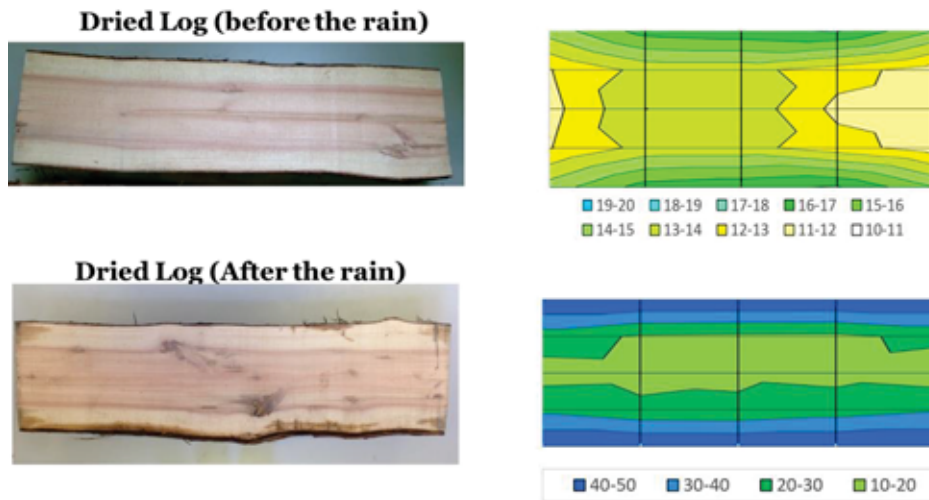 Dried Log (before the rain)
19-20 18-19 17-18 16-17 15-16
14-15 13-14 12-13 11-12 10-11
Dried Log (After the rain)
40-50 30-40 20-30 10-20